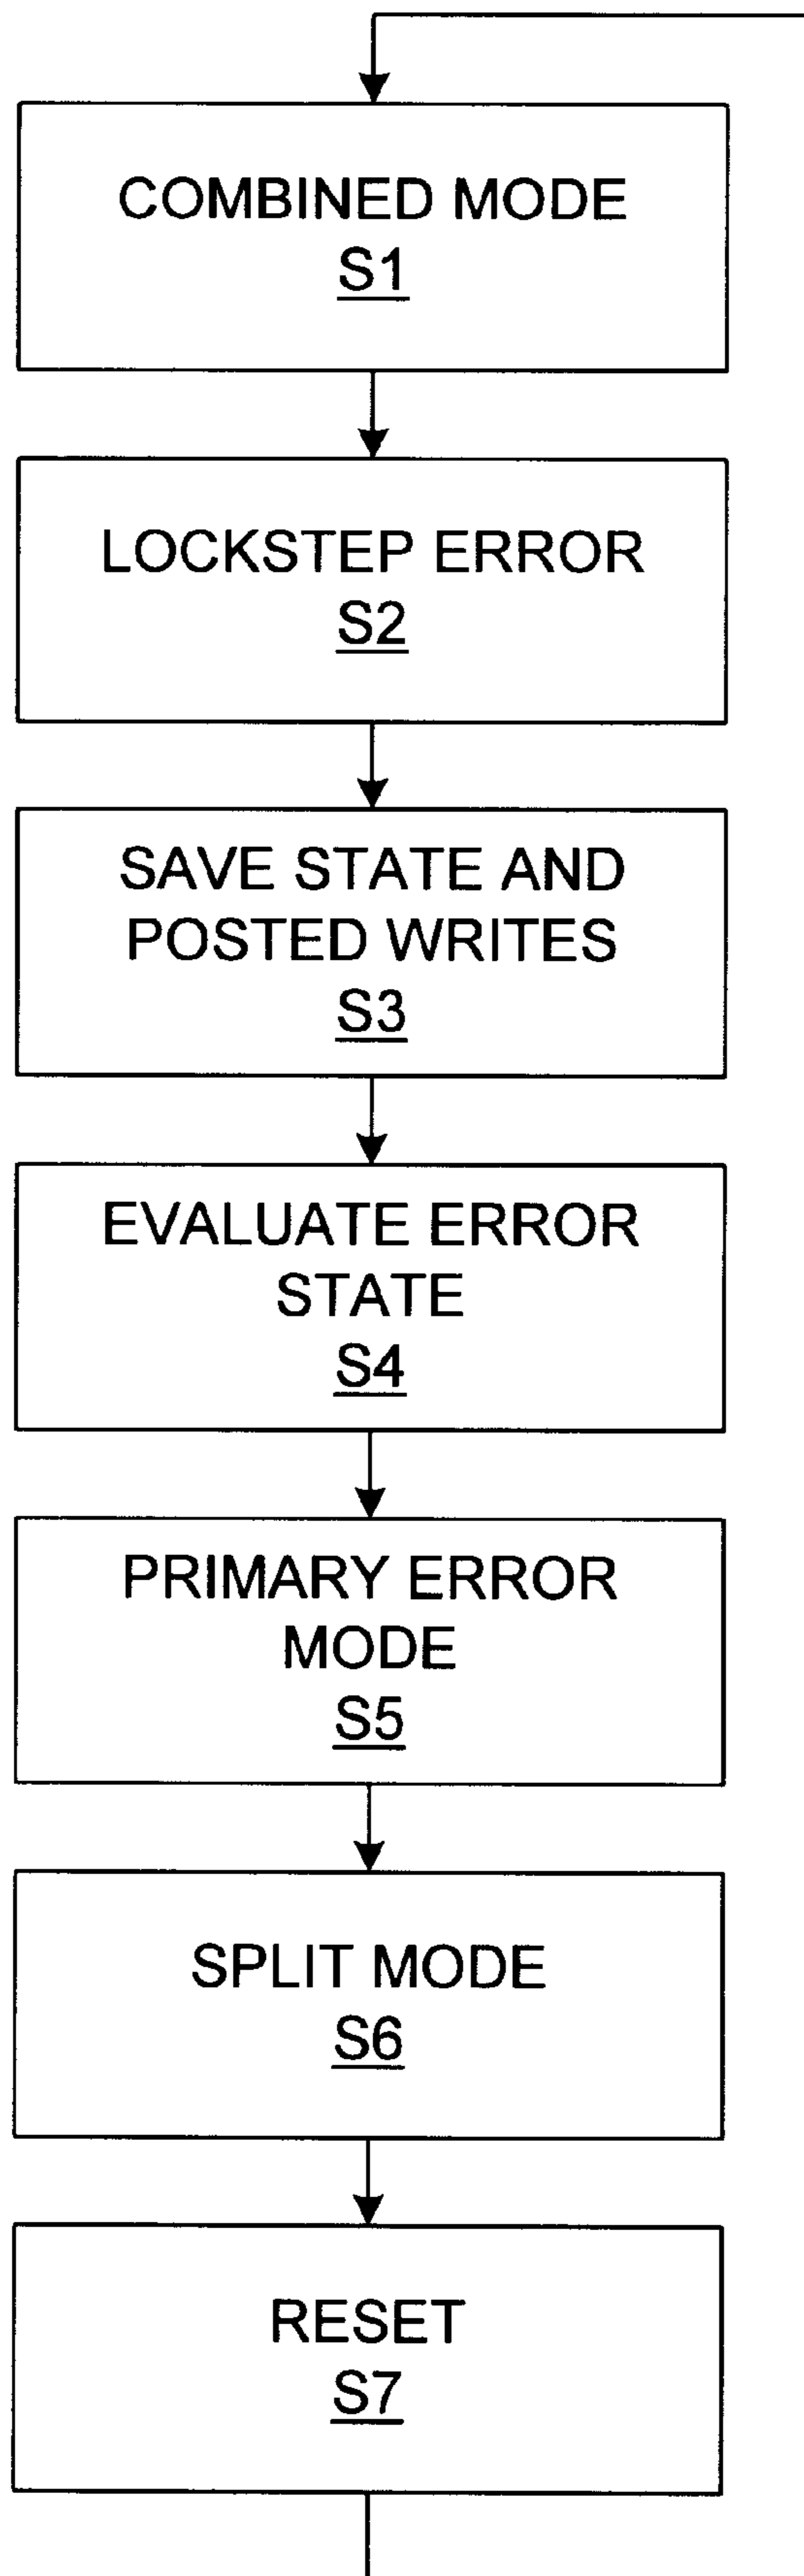 COMBINED MODE
S1
LOCKSTEP ERROR
S2
SAVE STATE AND
POSTED WRITES
S3
EVALUATE ERROR
STATE
S4
PRIMARY ERROR
MODE
S5
SPLIT MODE
S6
RESET
S7